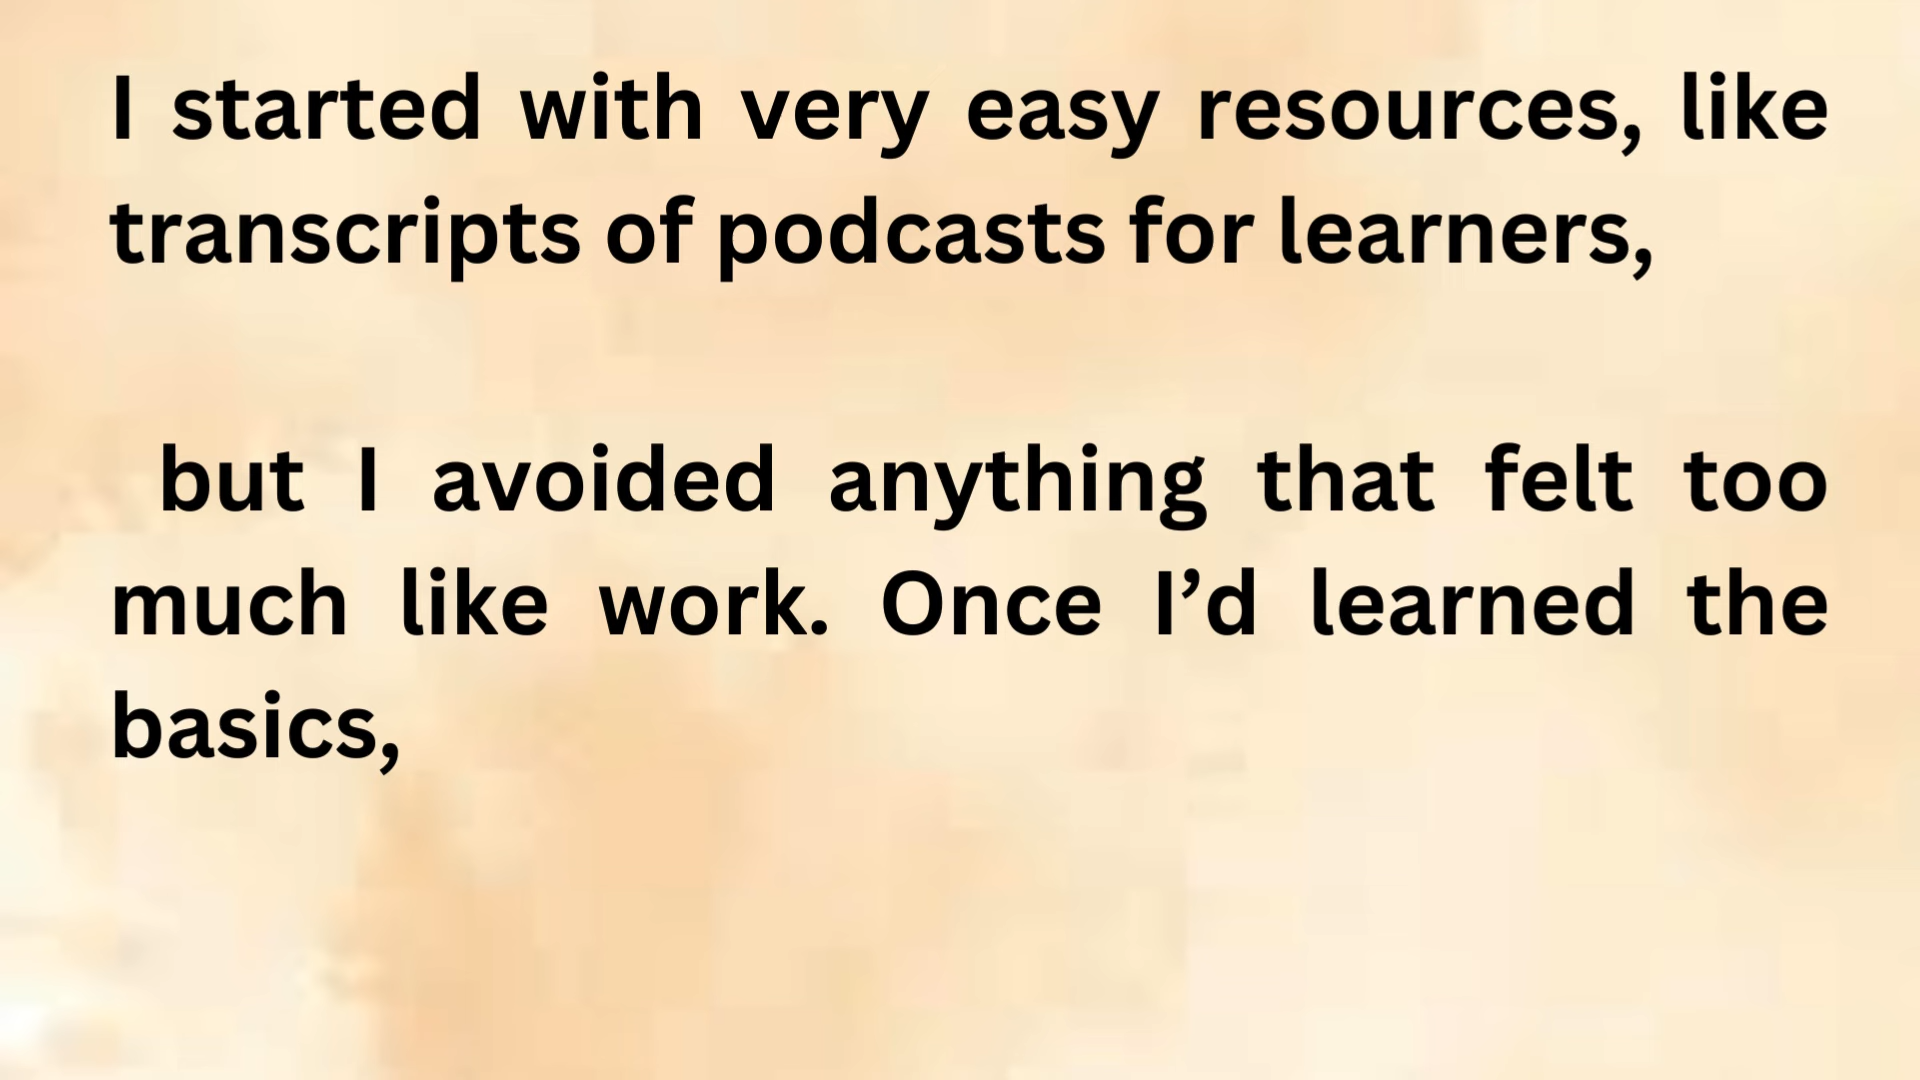 I started with very easy resources, like
transcripts of podcasts for learners,
but I avoided anything that felt too
much like work. Once I’d learned the
basics,